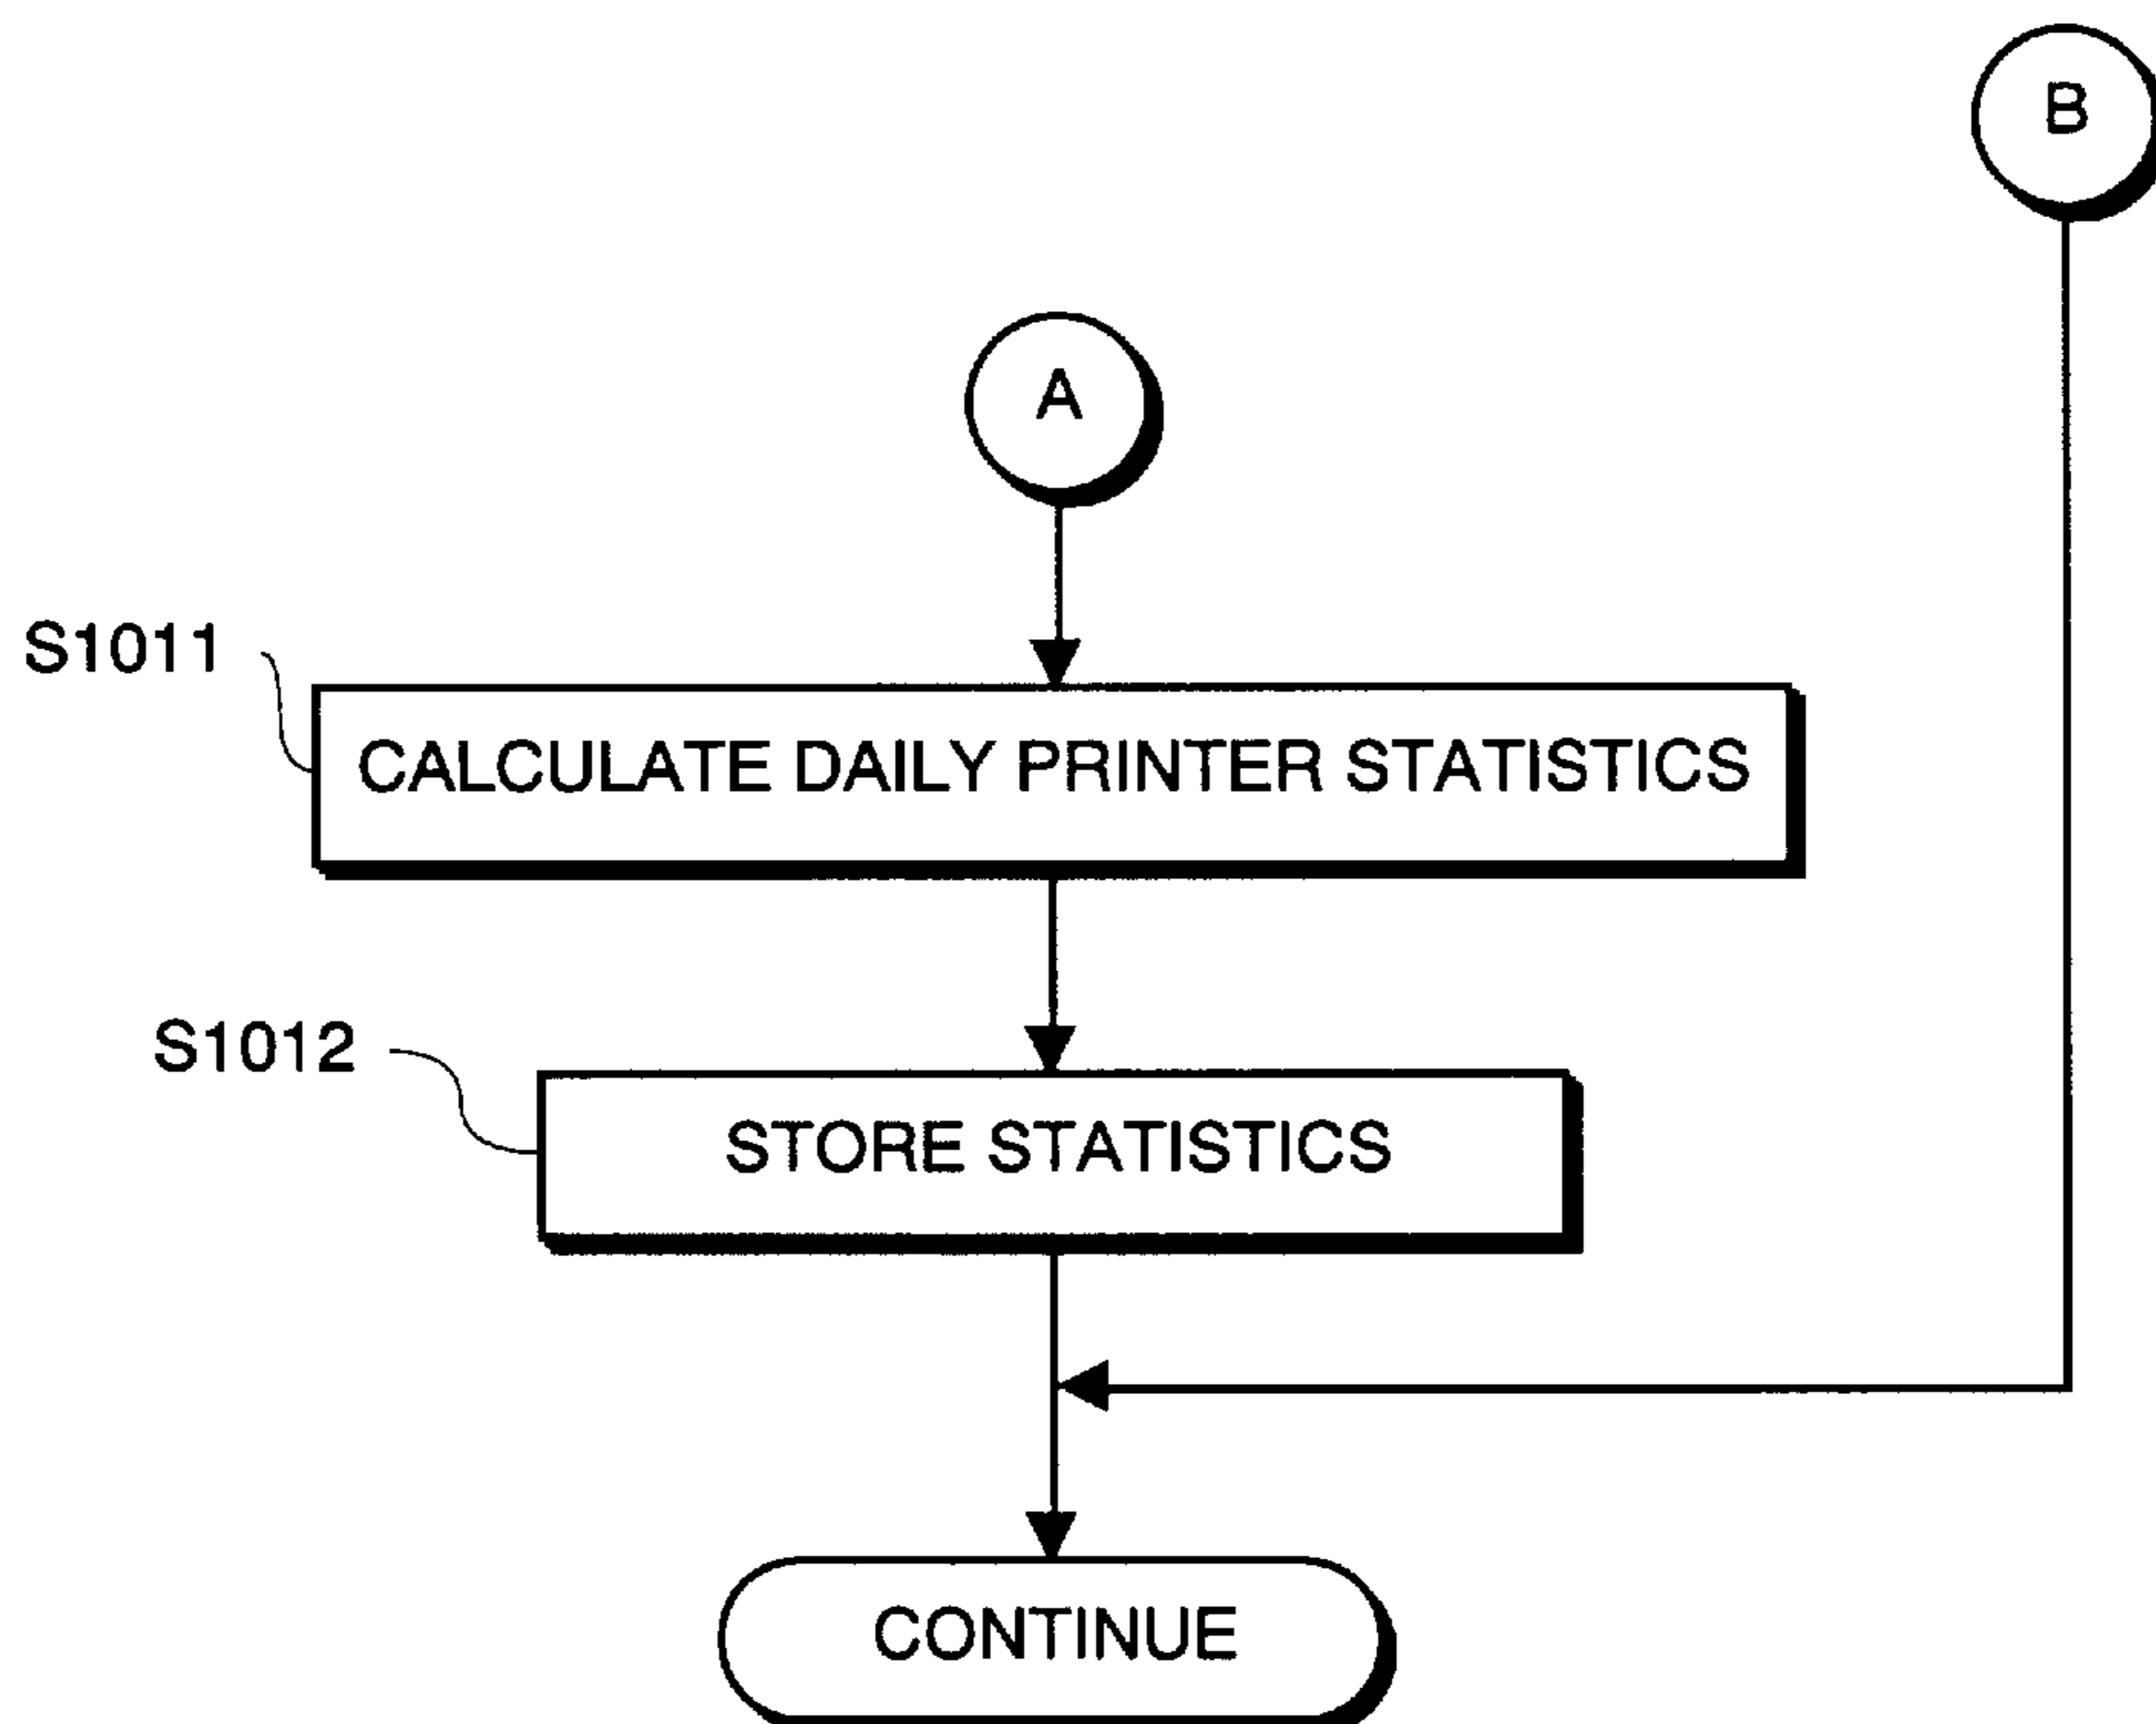 B
A
S1011
CALCULATE DAILY PRINTER STATISTICS
S1012
STORE STATISTICS
CONTINUE